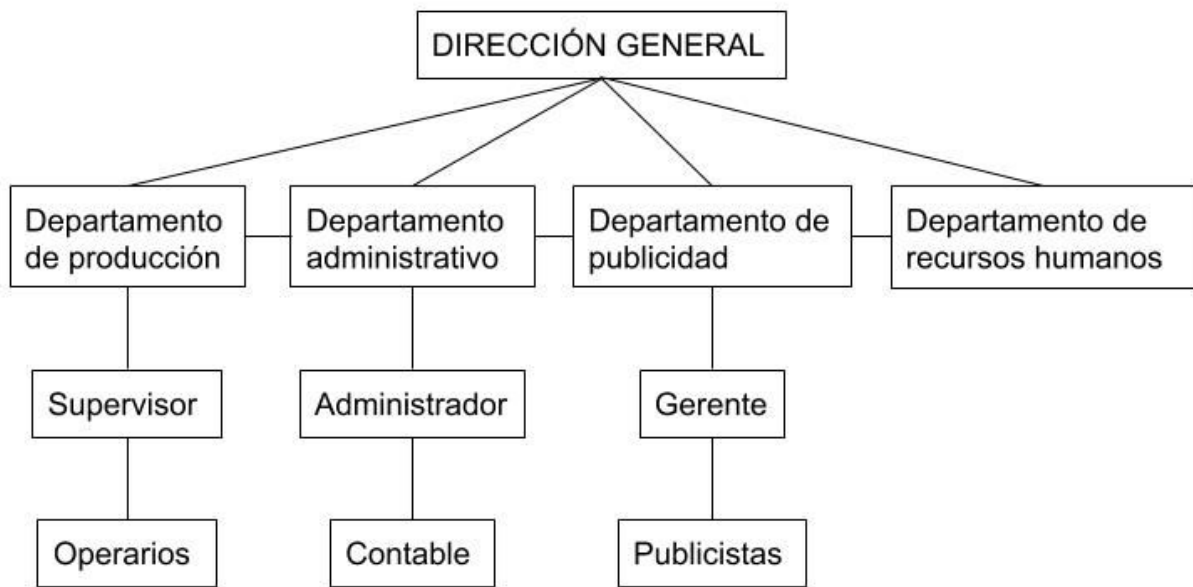 DIRECCIÓN GENERAL
Departamento
de producción
Departamento
administrativo
Departamento de
publicidad
Departamento de
recursos humanos
Supervisor
Administrador
Gerente
Operarios
Contable
Publicistas